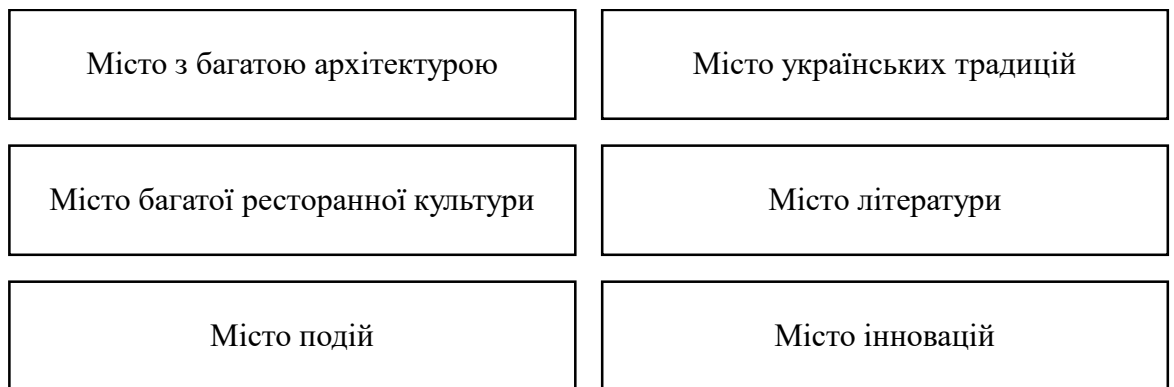 Місто з багатою архітектурою
Місто українських традицій
Місто багатої ресторанної культури
Місто літератури
Місто подій
Місто інновацій